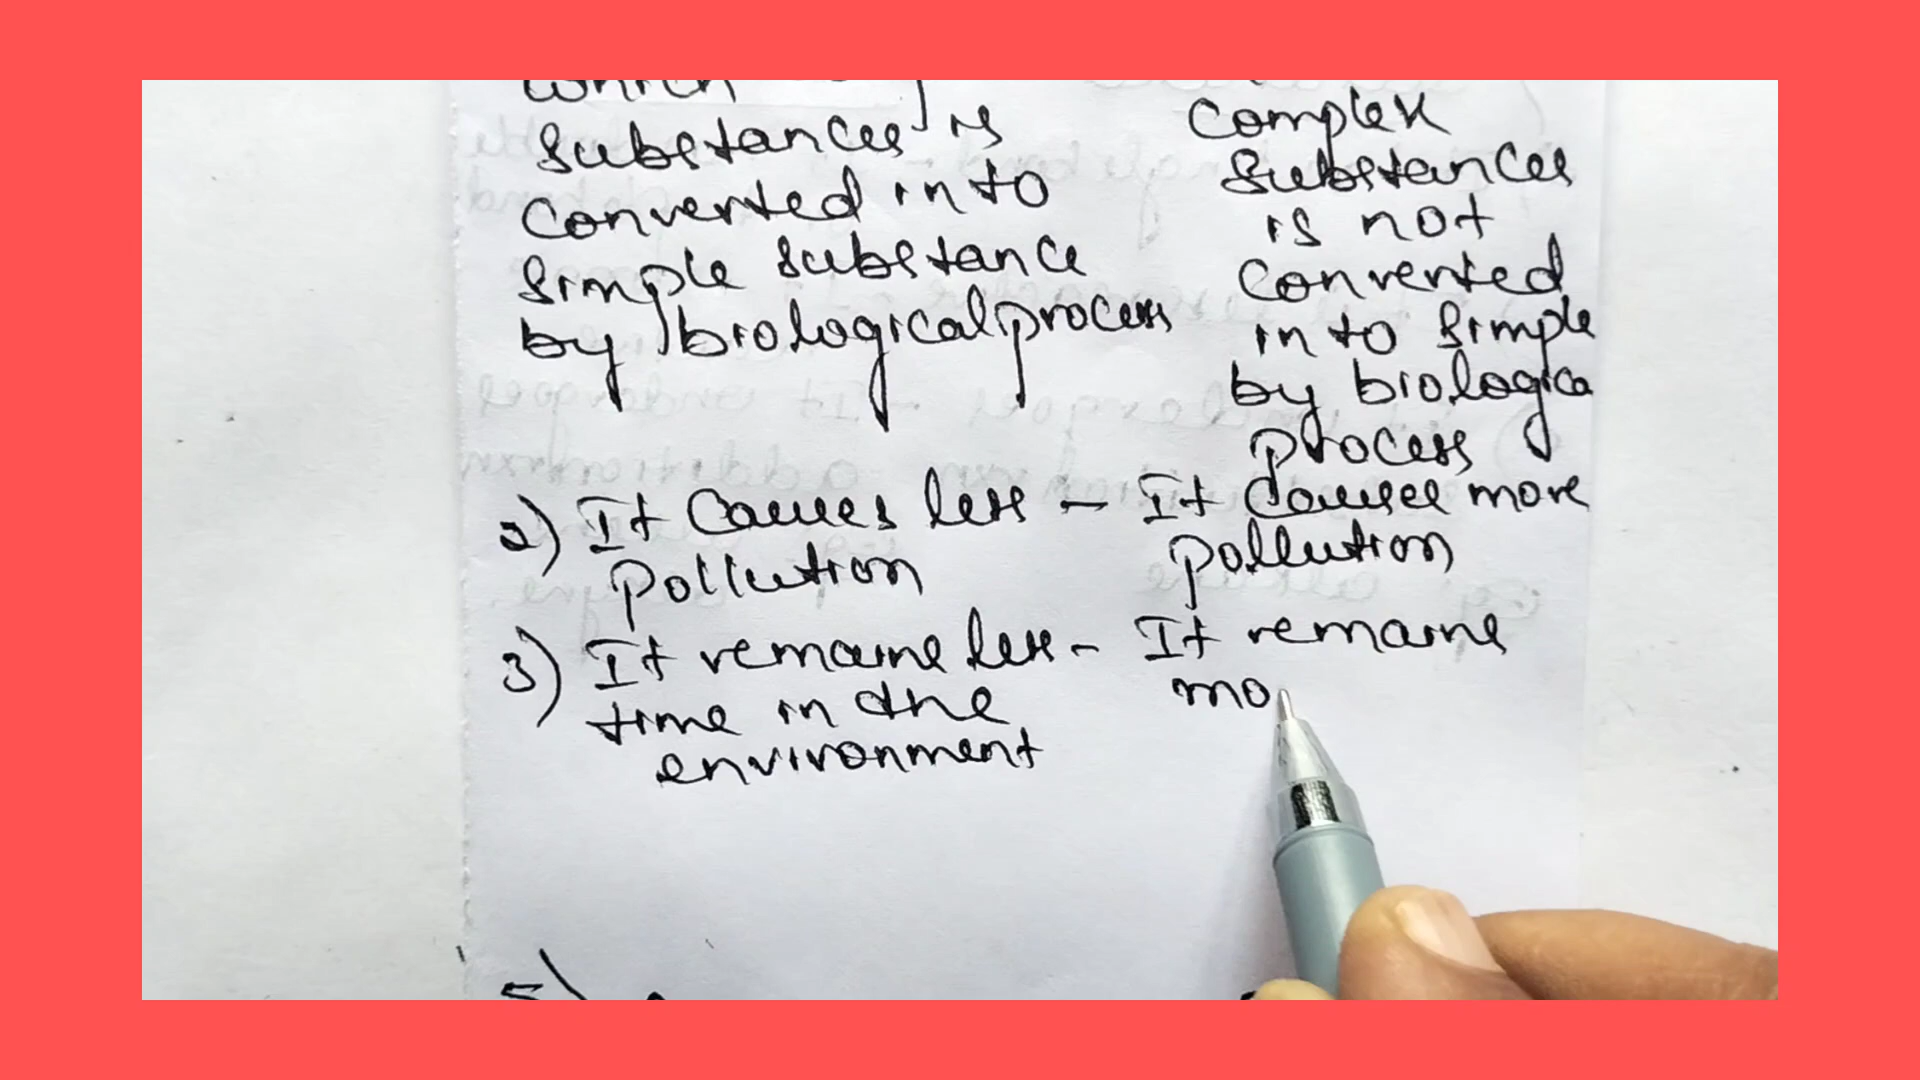 which
substances is
converted into
simple substance
by biological process
complex
substances
is not
converted
into simple
by biologica
process
2) It causes less - It causes more
pollution pollution
3) It remains less - It remains
time in the mo
environment
5)